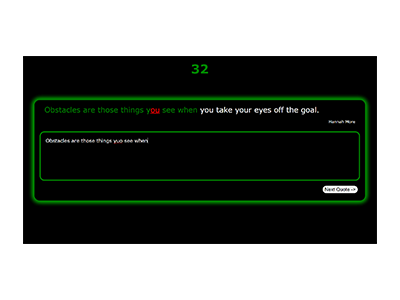 32
Obstacles are those things you see when you take your eyes off the goal.
Hannah More
Obstacles are those things yuo see when
Next Quote ->